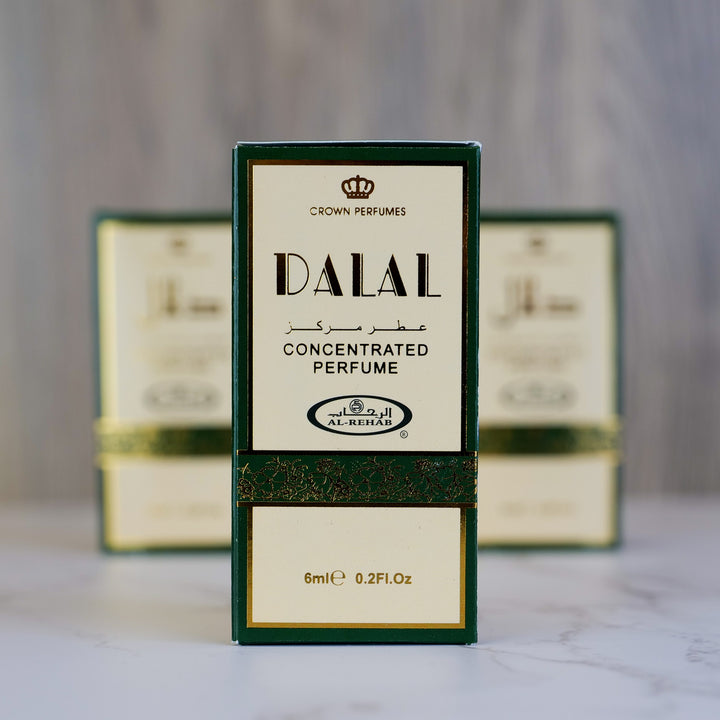 CROWN PERFUMES
DALAL
عطر مركز
CONCENTRATED
PERFUME
الرحاب
AL-REHAB
®
6ml℮ 0.2Fl.Oz